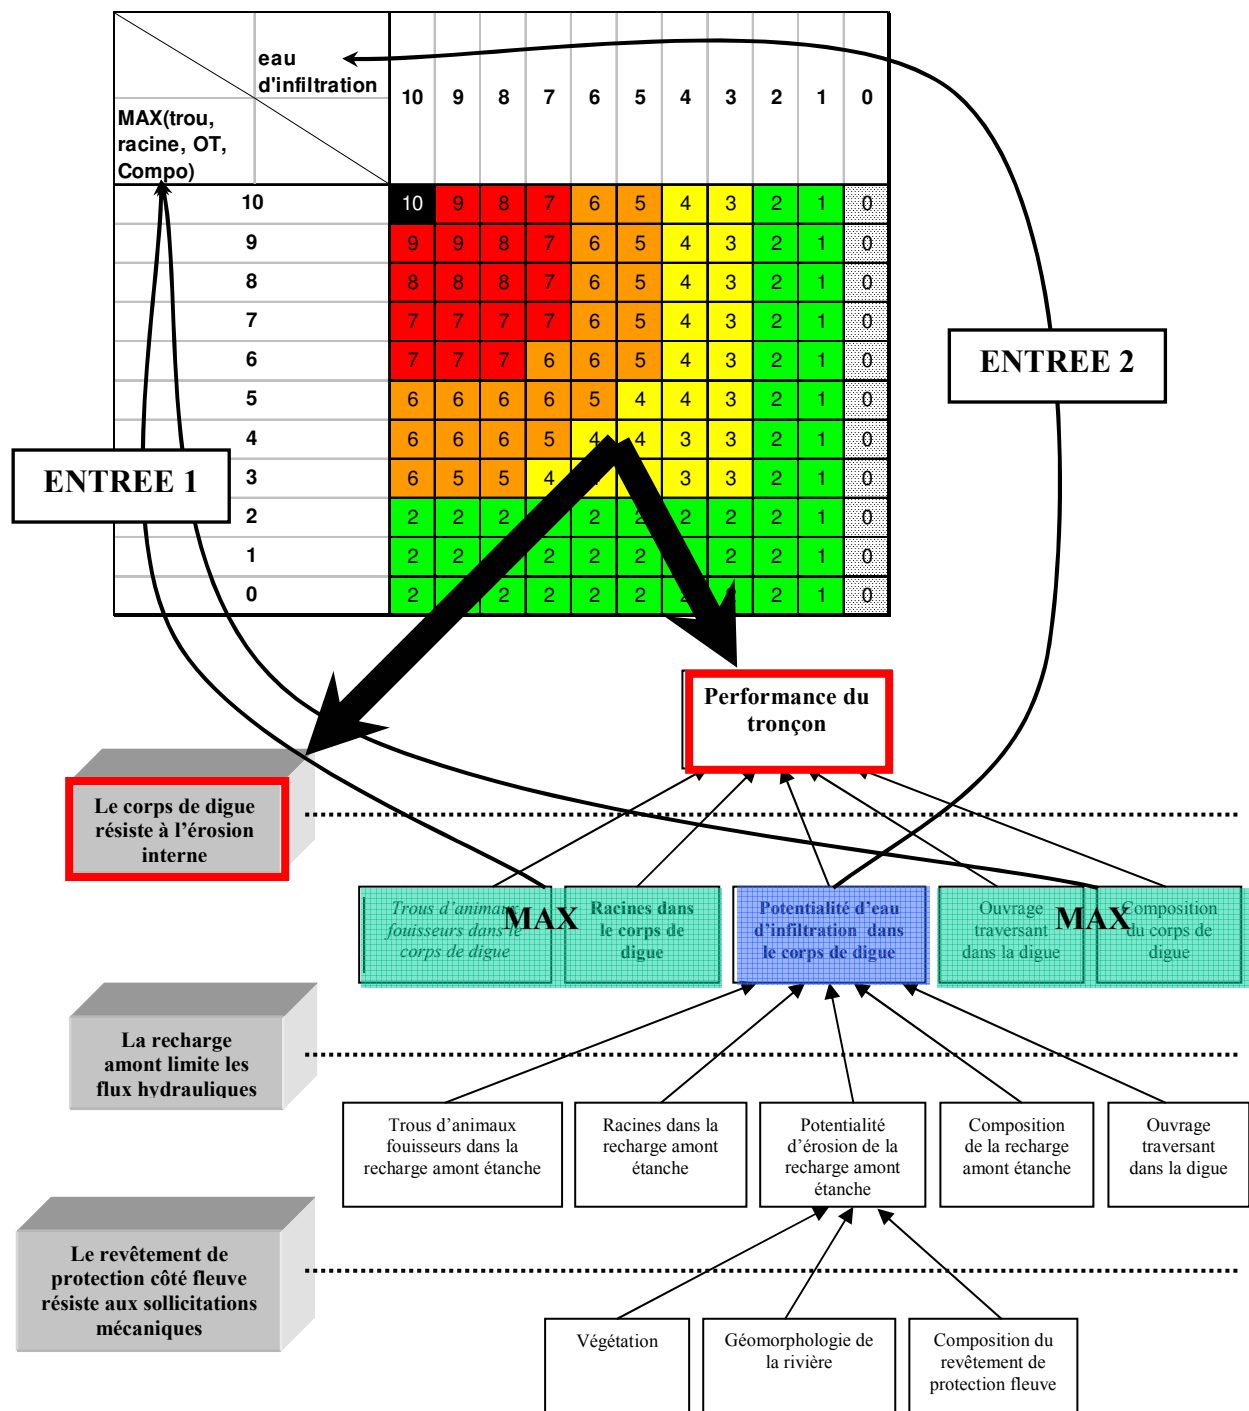 eau
d'infiltration
MAX(trou,
racine, OT,
Compo)
10 9 8 7 6 5 4 3 2 1 0
10 10 9 8 7 6 5 4 3 2 1 0
9 9 9 8 7 6 5 4 3 2 1 0
8 8 8 8 7 6 5 4 3 2 1 0
7 7 7 7 7 6 5 4 3 2 1 0
6 7 7 7 6 6 5 4 3 2 1 0
5 6 6 6 6 5 4 4 3 2 1 0
4 6 6 6 5 4 4 3 3 2 1 0
3 6 5 5 4 3 3 2 1 0
2 2 2 2 2 2 2 2 2 2 1 0
1 2 2 2 2 2 2 2 1 0
0 2 2 2 2 2 2 2 2 1 0
ENTREE 1
ENTREE 2
Performance du
tronçon
Le corps de digue
résiste à l'érosion
interne
Trous d'animaux
fouisseurs dans le
corps de digue
MAX
Racines dans
le corps de
digue
Potentialité d'eau
d'infiltration dans
le corps de digue
Ouvrage
traversant
dans la digue
MAX
Composition
du corps de
digue
La recharge
amont limite les
flux hydrauliques
Trous d'animaux
fouisseurs dans la
recharge amont étanche
Racines dans la
recharge amont
étanche
Potentialité
d'érosion de la
recharge amont
étanche
Composition
de la recharge
amont étanche
Ouvrage
traversant
dans la digue
Le revêtement de
protection côté fleuve
résiste aux sollicitations
mécaniques
Végétation
Géomorphologie de
la rivière
Composition du
revêtement de
protection fleuve